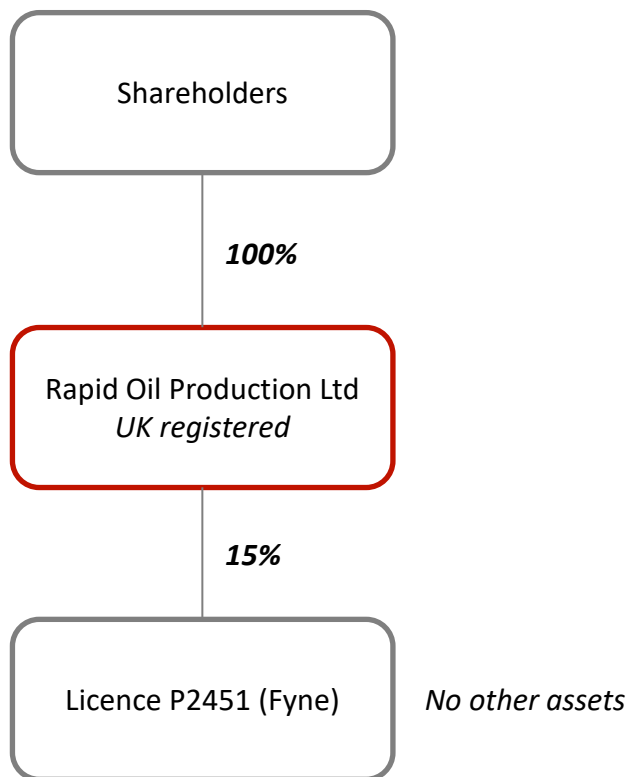 Shareholders
100%
Rapid Oil Production Ltd
UK registered
15%
Licence P2451 (Fyne)
No other assets